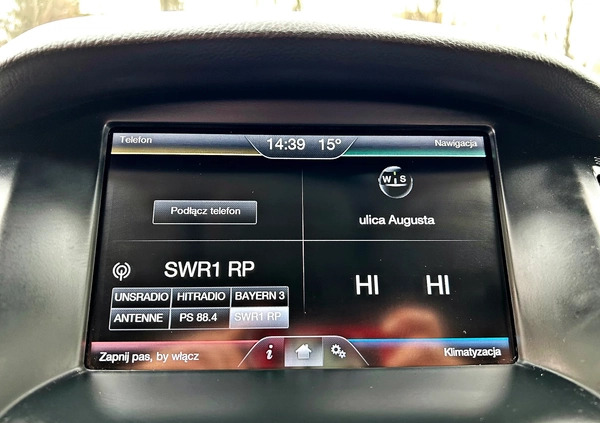 Telefon
14:39 15°
Nawigacja
Podłącz telefon
W S
ulica Augusta
SWR1 RP
UNSRADIO HITRADIO BAYERN 3
ANTENNE PS 88.4 SWR1 RP
HI HI
Zapnij pas, by włącz
i
Klimatyzacja